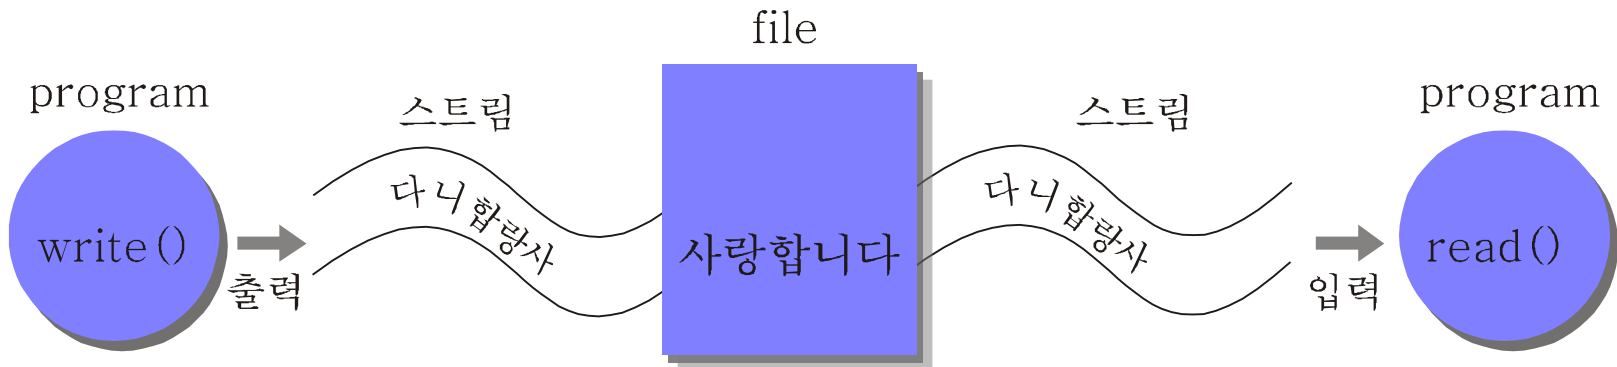 file
program
스트림
스트림
program
다 니 합 랑 사
다 니 합 랑 사
write()
사랑합니다
read()
출력
입력